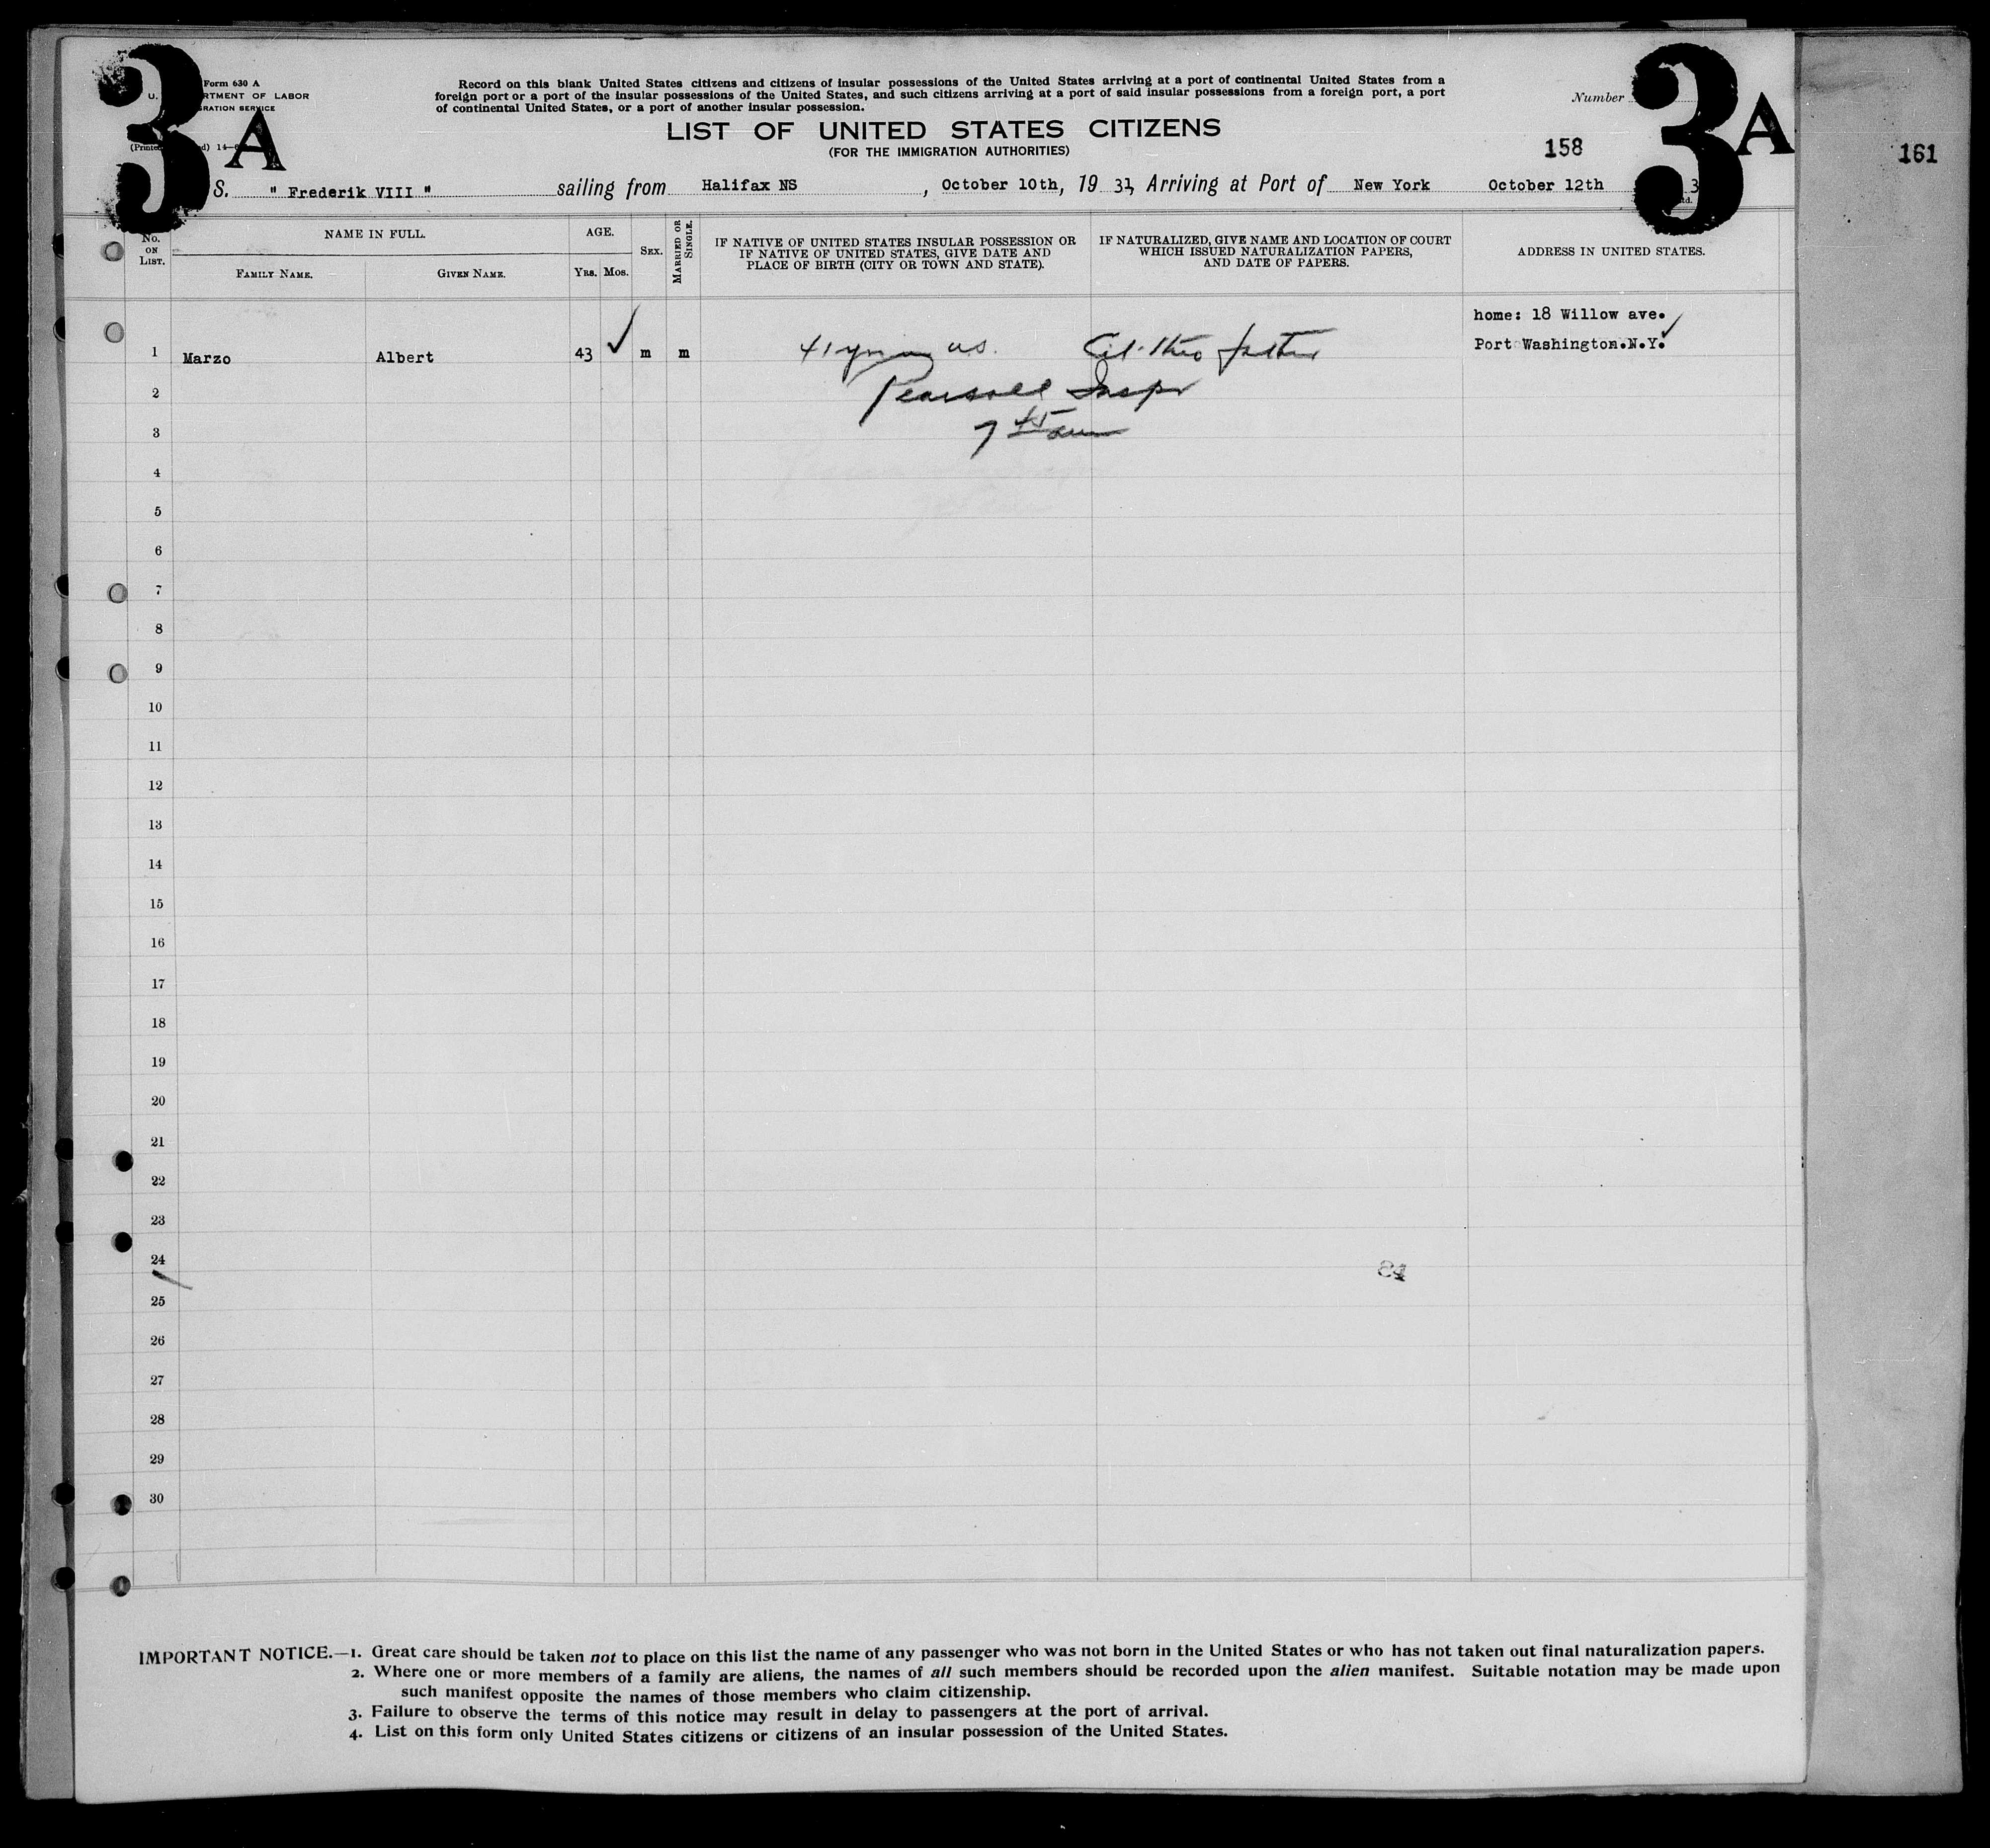 3 A
Form 630 A
U.
RTMENT OF LABOR
RATION SERVICE
Record on this blank United States citizens and citizens of insular possessions of the United States arriving at a port of continental United States from a
foreign port or a port of the insular possessions of the United States, and such citizens arriving at a port of said insular possessions from a foreign port, a port
of continental United States, or a port of another insular possession.
Number
3 A
LIST OF UNITED STATES CITIZENS
(FOR THE IMMIGRATION AUTHORITIES)
158
161
S. " Frederik VIII " sailing from Halifax NS, October 10th, 19 31, Arriving at Port of New York October 12th 3
No. ON LIST.
NAME IN FULL.
FAMILY NAME.
GIVEN NAME.
AGE.
YRS. MOS.
SEX.
MARRIED OR SINGLE.
IF NATIVE OF UNITED STATES INSULAR POSSESSION OR
IF NATIVE OF UNITED STATES, GIVE DATE AND
PLACE OF BIRTH (CITY OR TOWN AND STATE).
IF NATURALIZED, GIVE NAME AND LOCATION OF COURT
WHICH ISSUED NATURALIZATION PAPERS,
AND DATE OF PAPERS.
ADDRESS IN UNITED STATES.
home: 18 Willow ave.
1 Marzo Albert 43 m m 41 yrs in U.S. Cit. thro father Port Washington.N.Y.
2 Pearsall Inspr
3
4
5
6
7
8
9
10
11
12
13
14
15
16
17
18
19
20
21
22
23
24
84
25
26
27
28
29
30
IMPORTANT NOTICE.—1. Great care should be taken not to place on this list the name of any passenger who was not born in the United States or who has not taken out final naturalization papers.
2. Where one or more members of a family are aliens, the names of all such members should be recorded upon the alien manifest. Suitable notation may be made upon
such manifest opposite the names of those members who claim citizenship.
3. Failure to observe the terms of this notice may result in delay to passengers at the port of arrival.
4. List on this form only United States citizens or citizens of an insular possession of the United States.